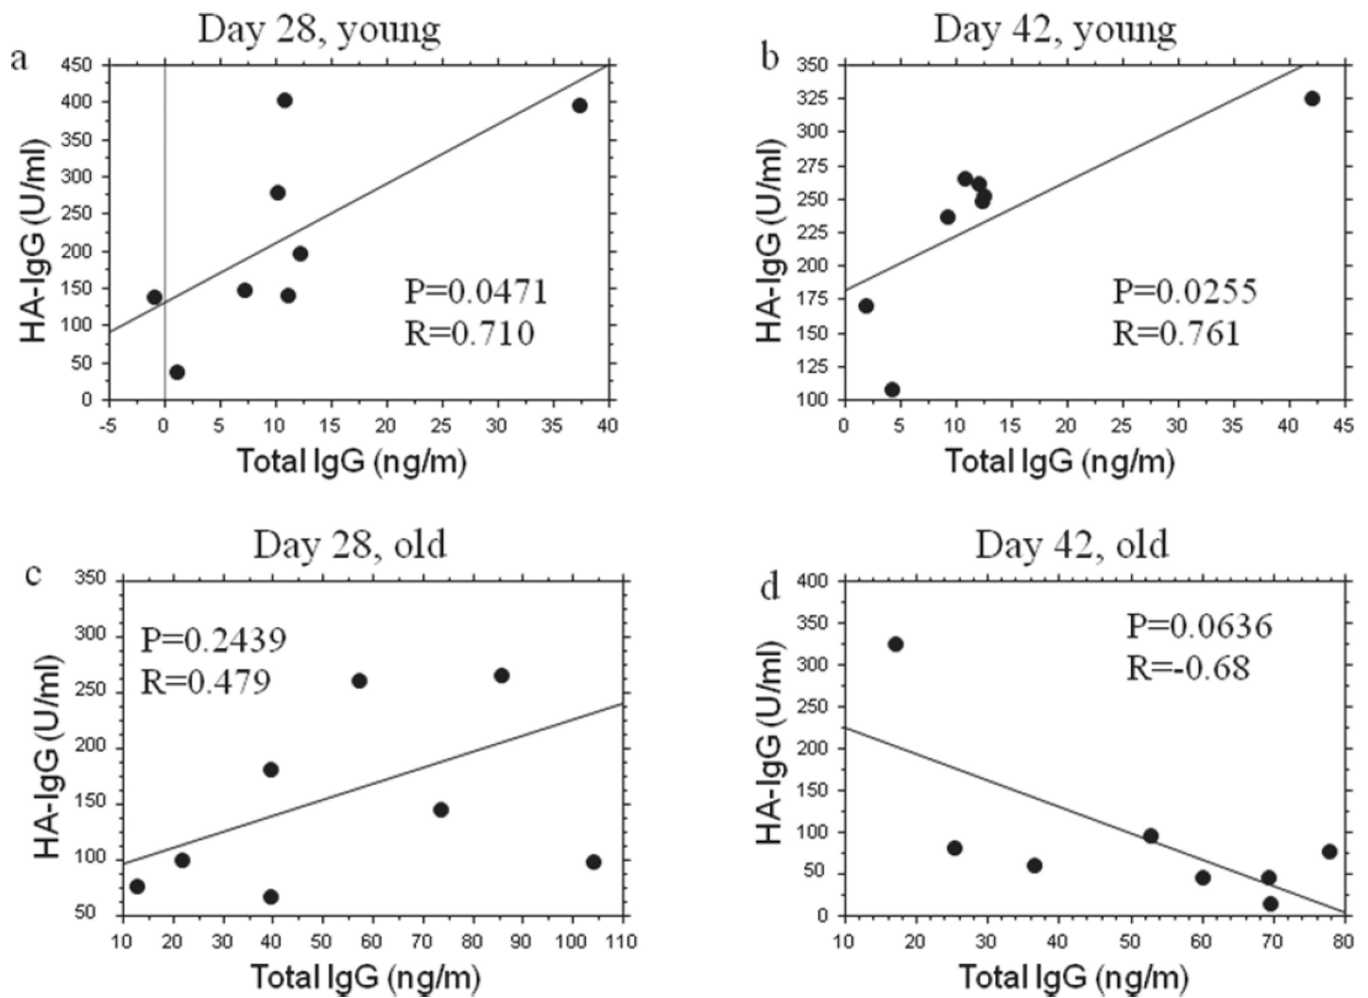 Day 28, young
a
450
400
350
300
250
200
150
100
50
0
HA-IgG (U/ml)
P=0.0471
R=0.710
-5 0 5 10 15 20 25 30 35 40
Total IgG (ng/m)
Day 42, young
b
350
325
300
275
250
225
200
175
150
125
100
HA-IgG (U/ml)
P=0.0255
R=0.761
0 5 10 15 20 25 30 35 40 45
Total IgG (ng/m)
Day 28, old
c
350
300
250
200
150
100
50
HA-IgG (U/ml)
P=0.2439
R=0.479
10 20 30 40 50 60 70 80 90 100 110
Total IgG (ng/m)
Day 42, old
d
400
350
300
250
200
150
100
50
0
HA-IgG (U/ml)
P=0.0636
R=-0.68
10 20 30 40 50 60 70 80
Total IgG (ng/m)